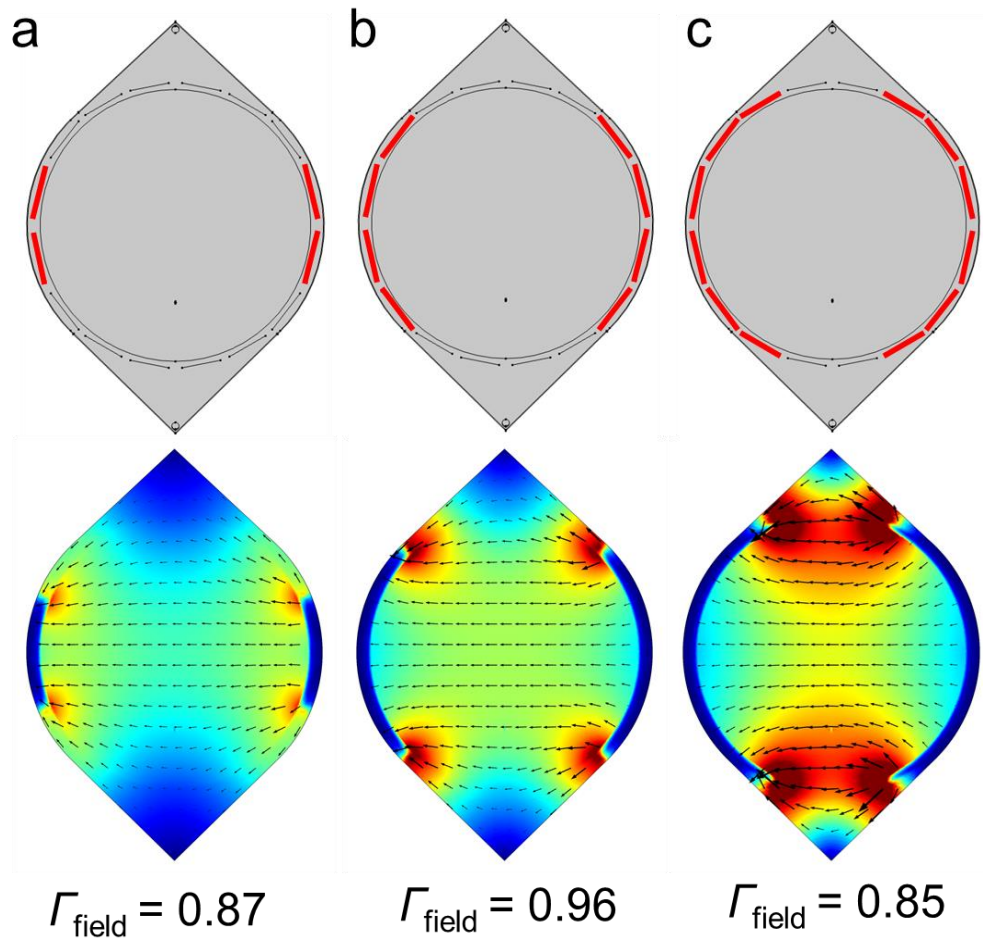 a b c
Γfield = 0.87 Γfield = 0.96 Γfield = 0.85